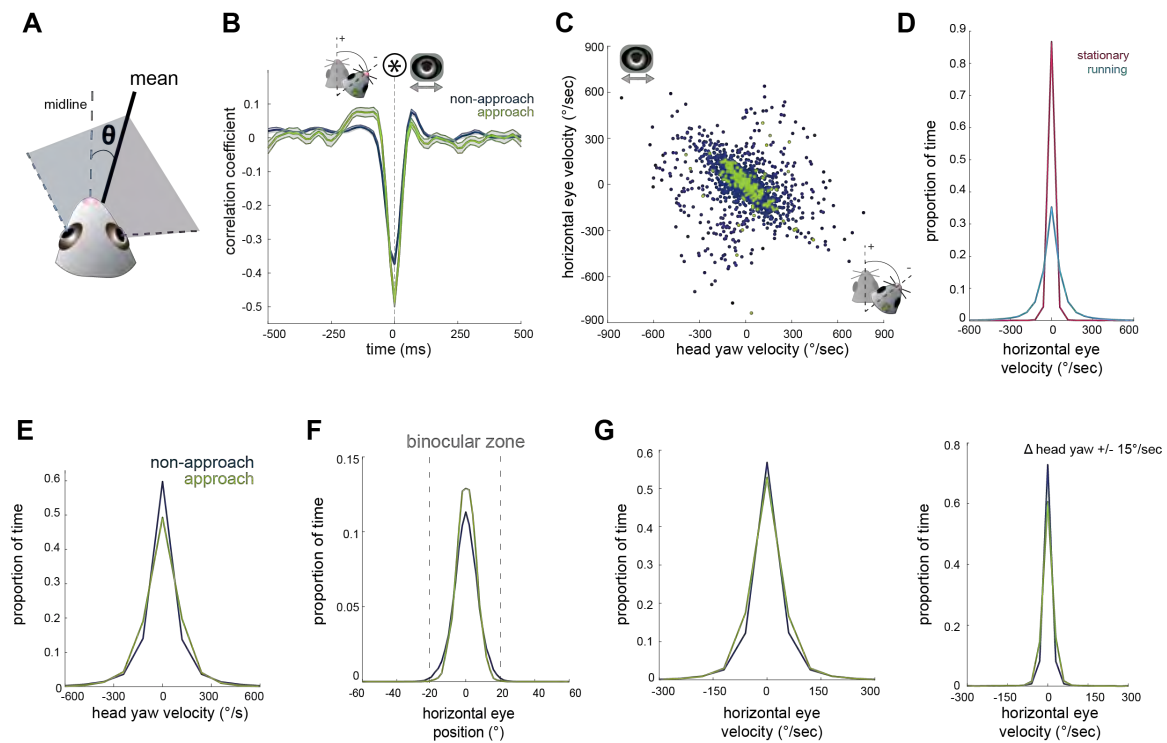 A
mean
midline
θ
B
+
-
*
non-approach
approach
0.1
0
-0.1
-0.2
-0.3
-0.4
-0.5
correlation coefficient
-500
-250
0
250
500
time (ms)
C
900
600
300
0
-300
-600
-900
horizontal eye velocity (°/sec)
+
-
-900
-600
-300
0
300
600
900
head yaw velocity (°/sec)
D
stationary
running
0.9
0.8
0.7
0.6
0.5
0.4
0.3
0.2
0.1
0
proportion of time
-600
-300
0
300
600
horizontal eye
velocity (°/sec)
E
non-approach
approach
0.6
0.5
0.4
0.3
0.2
0.1
0
proportion of time
-600
-300
0
300
600
head yaw velocity (°/s)
F
binocular zone
0.15
0.1
0.05
0
proportion of time
-60
-40
-20
0
20
40
60
horizontal eye
position (°)
G
0.6
0.5
0.4
0.3
0.2
0.1
0
proportion of time
-300
-150
0
150
300
horizontal eye
velocity (°/sec)
Δ head yaw +/- 15°/sec
0.8
0.6
0.4
0.2
0
proportion of time
-300
-150
0
150
300
horizontal eye
velocity (°/sec)